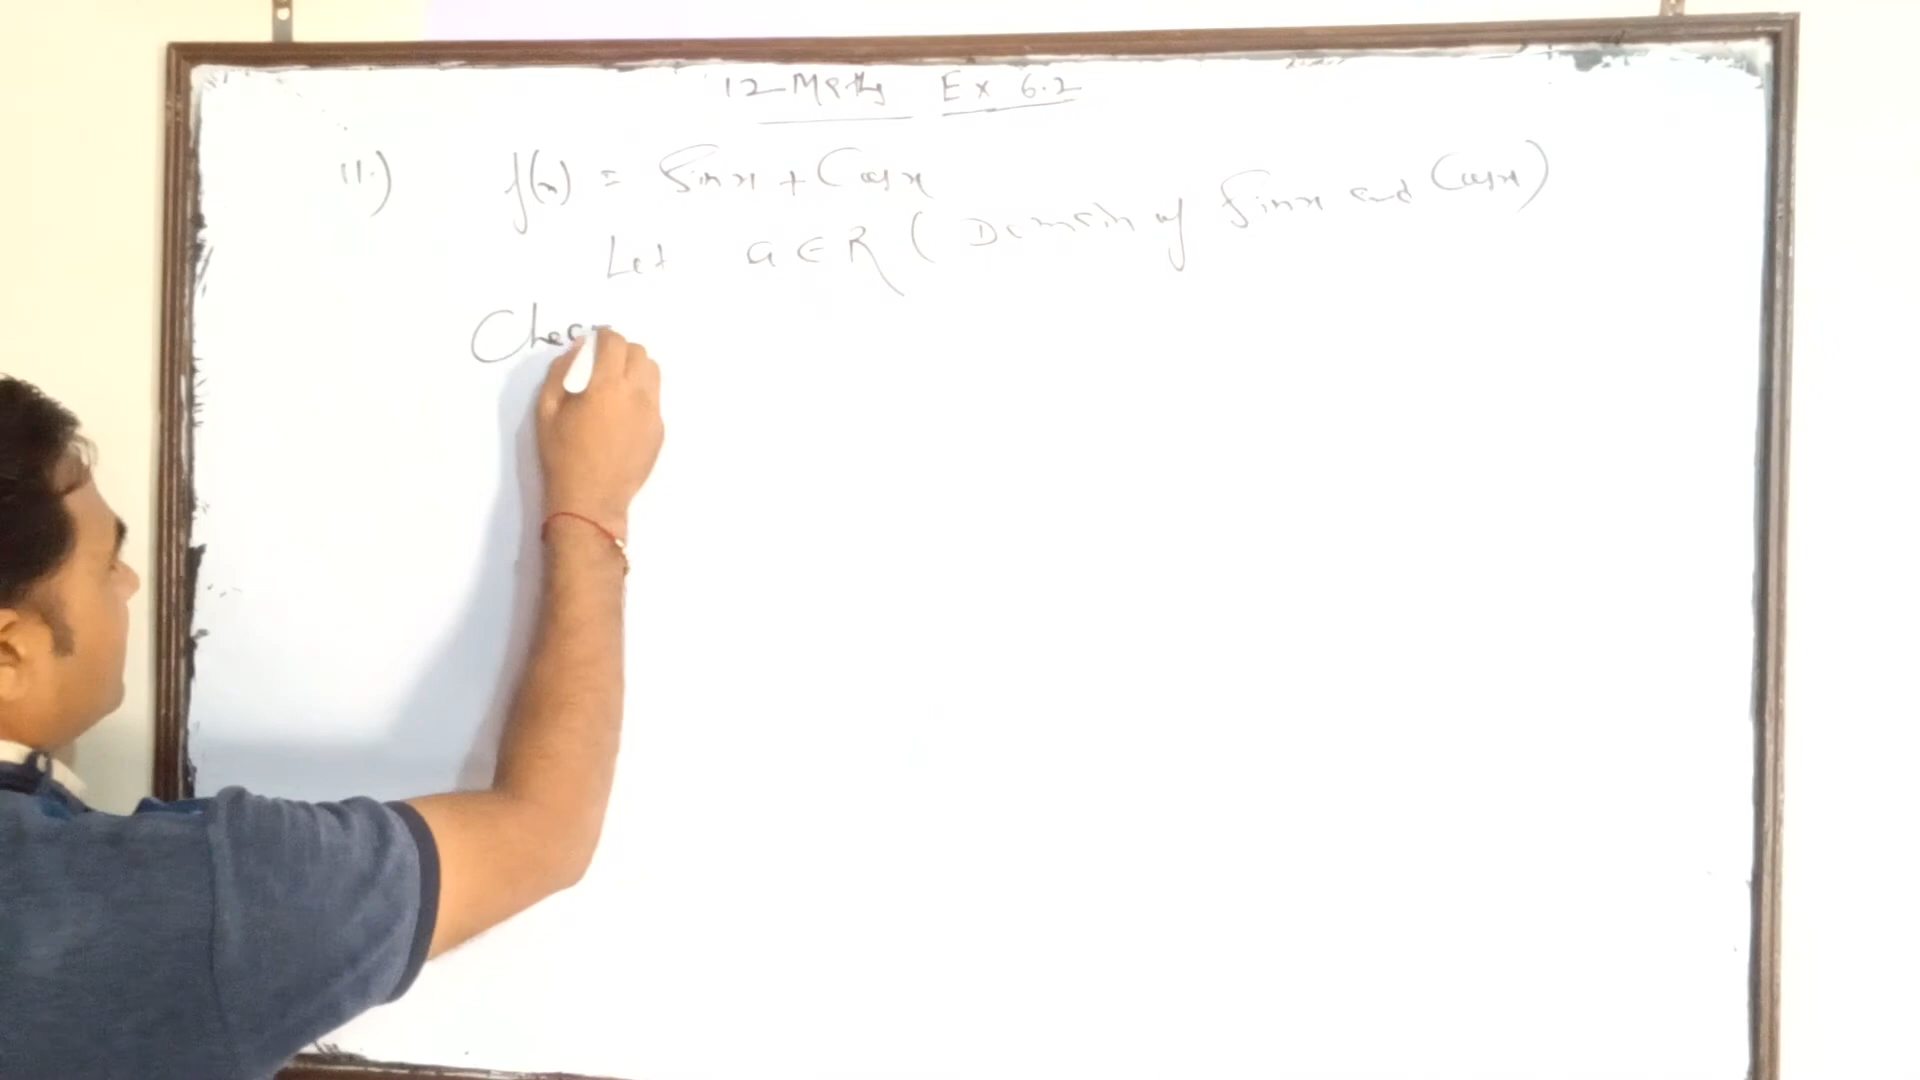 12 Maths Ex 6.2
11.) f(x) = Sinx + Cosx
Let a ∈ R (Domain of Sinx and Cosx)
Chec